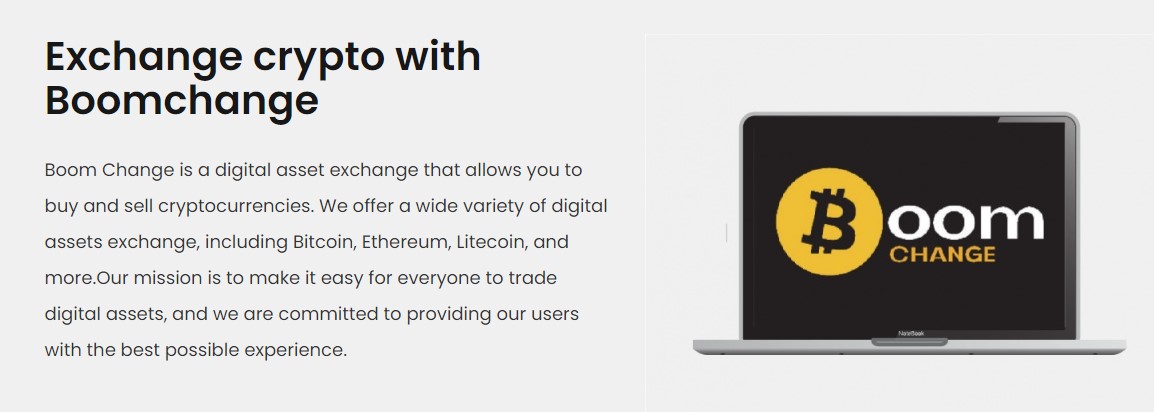 Exchange crypto with
Boomchange
Boom Change is a digital asset exchange that allows you to
buy and sell cryptocurrencies. We offer a wide variety of digital
assets exchange, including Bitcoin, Ethereum, Litecoin, and
more.Our mission is to make it easy for everyone to trade
digital assets, and we are committed to providing our users
with the best possible experience.
Boom
CHANGE
NoteBook